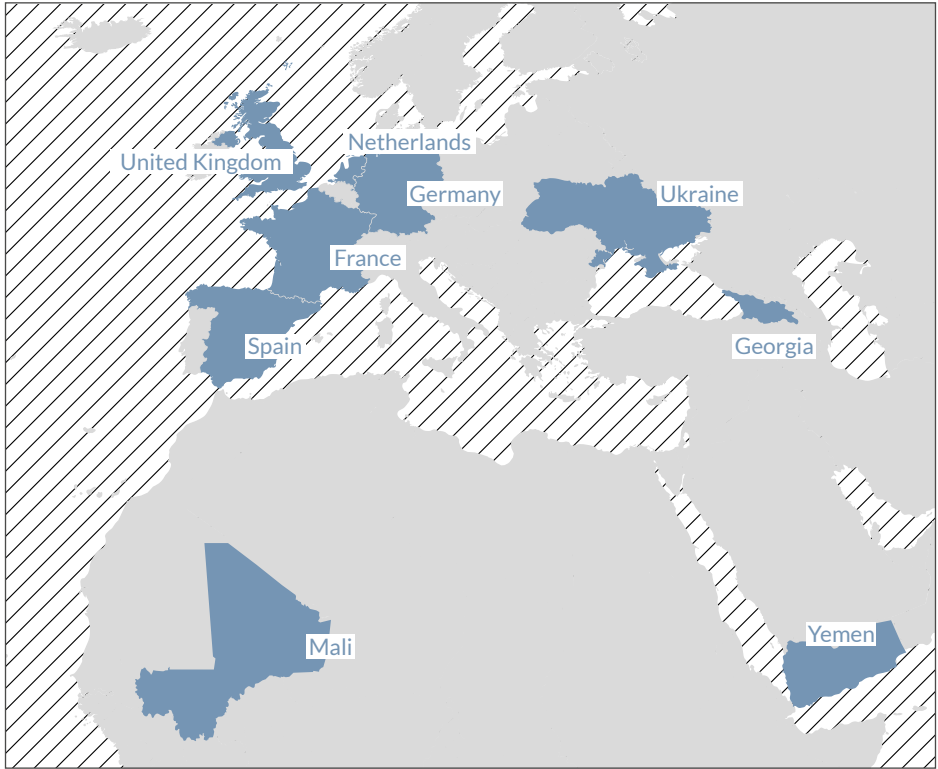 Netherlands
United Kingdom
Germany
Ukraine
France
Spain
Georgia
Yemen
Mali